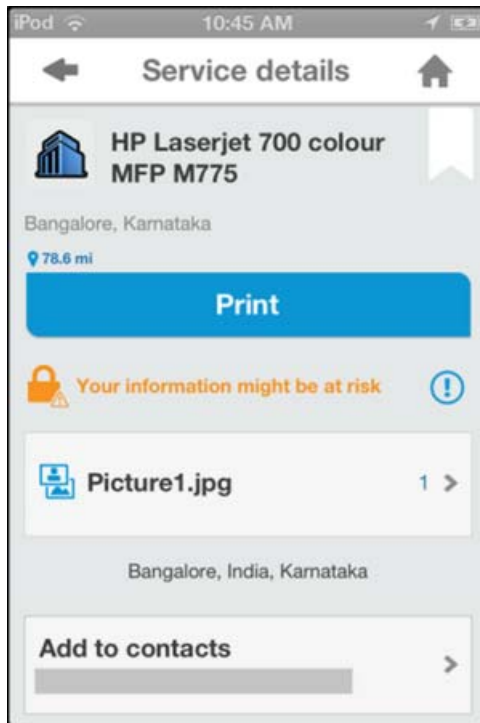 iPod 10:45 AM
Service details
HP Laserjet 700 colour
MFP M775
Bangalore, Karnataka
78.6 mi
Print
Your information might be at risk
Picture1.jpg 1
Bangalore, India, Karnataka
Add to contacts